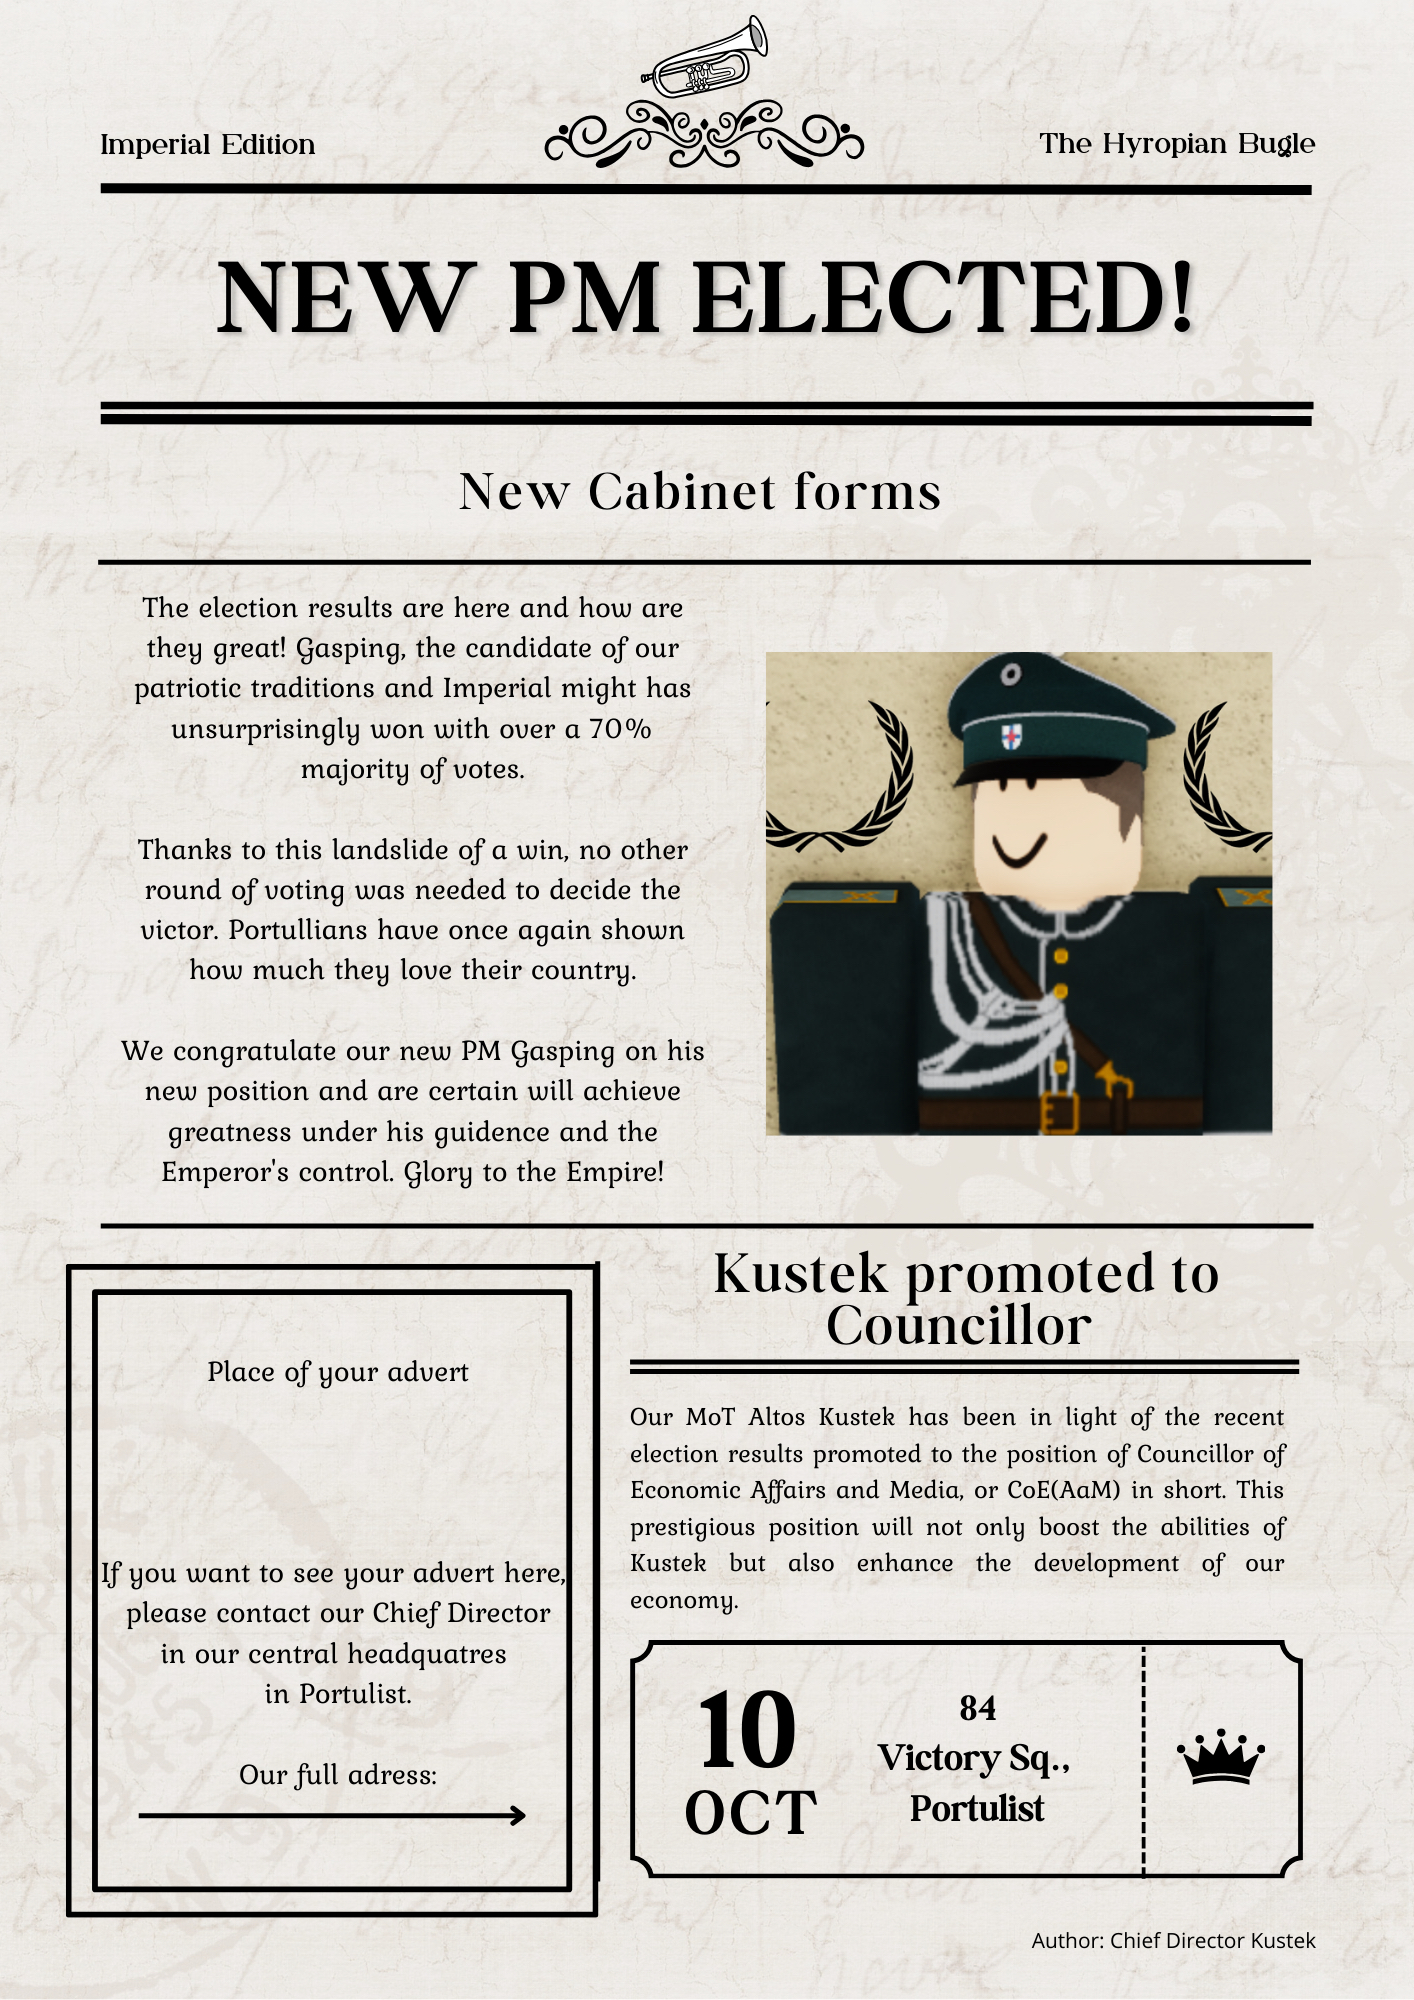 Imperial Edition
The Hyropian Bugle
NEW PM ELECTED!
New Cabinet forms
The election results are here and how are
they great! Gasping, the candidate of our
patriotic traditions and Imperial might has
unsurprisingly won with over a 70%
majority of votes.
Thanks to this landslide of a win, no other
round of voting was needed to decide the
victor. Portullians have once again shown
how much they love their country.
We congratulate our new PM Gasping on his
new position and are certain will achieve
greatness under his guidence and the
Emperor's control. Glory to the Empire!
Place of your advert
If you want to see your advert here,
please contact our Chief Director
in our central headquatres
in Portulist.
Our full adress:
Kustek promoted to
Councillor
Our MoT Altos Kustek has been in light of the recent
election results promoted to the position of Councillor of
Economic Affairs and Media, or CoE(AaM) in short. This
prestigious position will not only boost the abilities of
Kustek but also enhance the development of our
economy.
10
OCT
84
Victory Sq.,
Portulist
Author: Chief Director Kustek